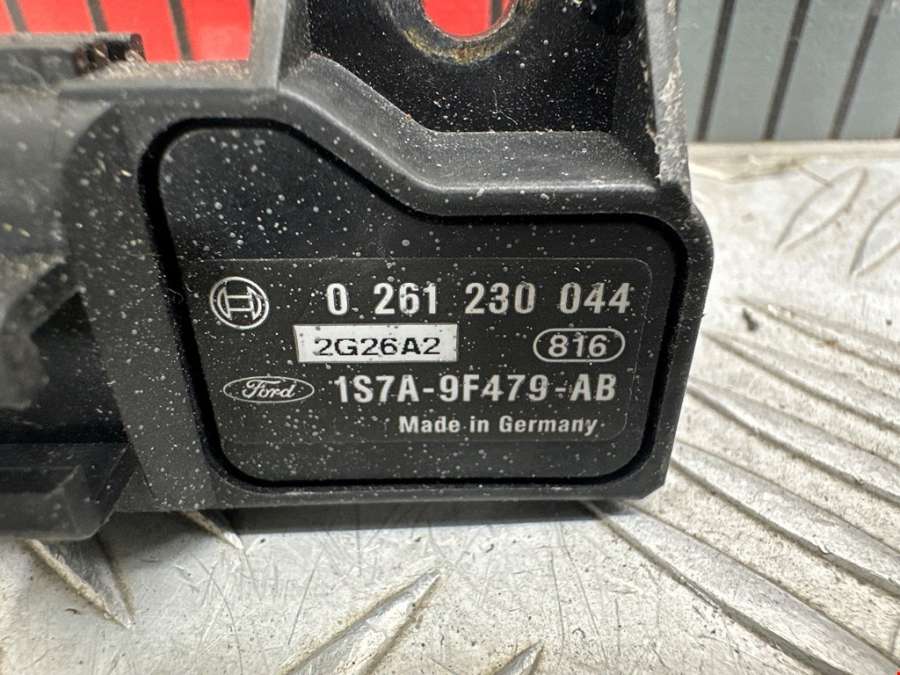 0 261 230 044
2G26A2 816
Ford 1S7A-9F479-AB
Made in Germany